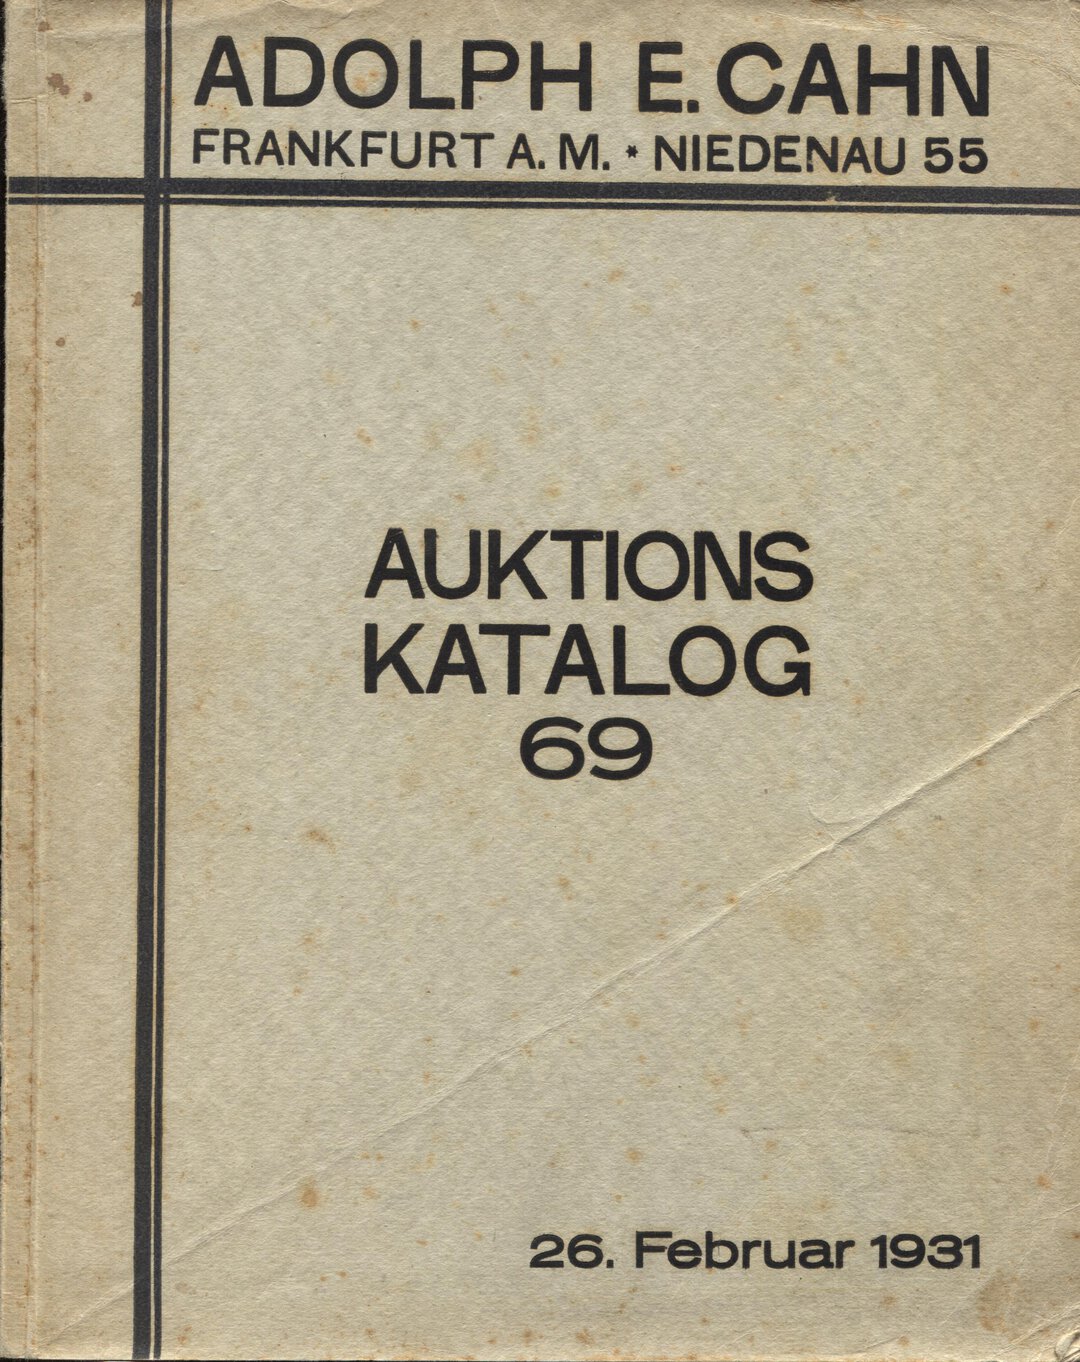 ADOLPH E. CAHN
FRANKFURT A. M. * NIEDENAU 55
AUKTIONS
KATALOG
69
26. Februar 1931